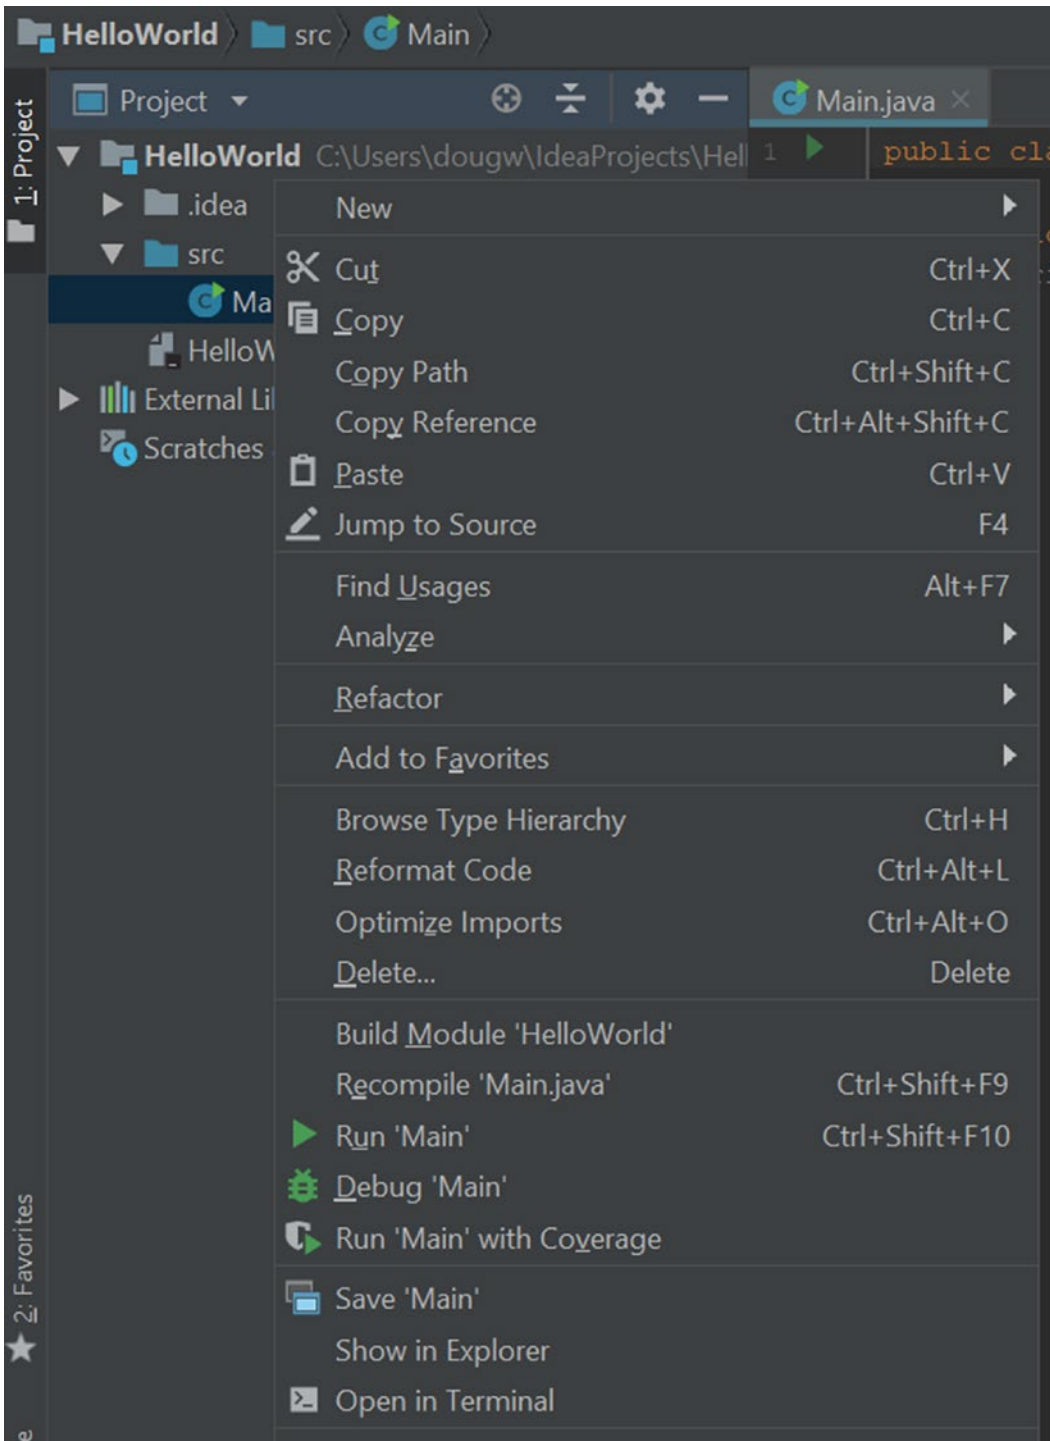 HelloWorld src Main
Project
Main.java
1: Project
HelloWorld C:\Users\dougw\IdeaProjects\Hel
1 public cla
.idea
src
Ma
HelloW
External Li
Scratches
New
Cut Ctrl+X
Copy Ctrl+C
Copy Path Ctrl+Shift+C
Copy Reference Ctrl+Alt+Shift+C
Paste Ctrl+V
Jump to Source F4
Find Usages Alt+F7
Analyze
Refactor
Add to Favorites
Browse Type Hierarchy Ctrl+H
Reformat Code Ctrl+Alt+L
Optimize Imports Ctrl+Alt+O
Delete... Delete
Build Module 'HelloWorld'
Recompile 'Main.java' Ctrl+Shift+F9
Run 'Main' Ctrl+Shift+F10
Debug 'Main'
Run 'Main' with Coverage
Save 'Main'
Show in Explorer
Open in Terminal
2: Favorites